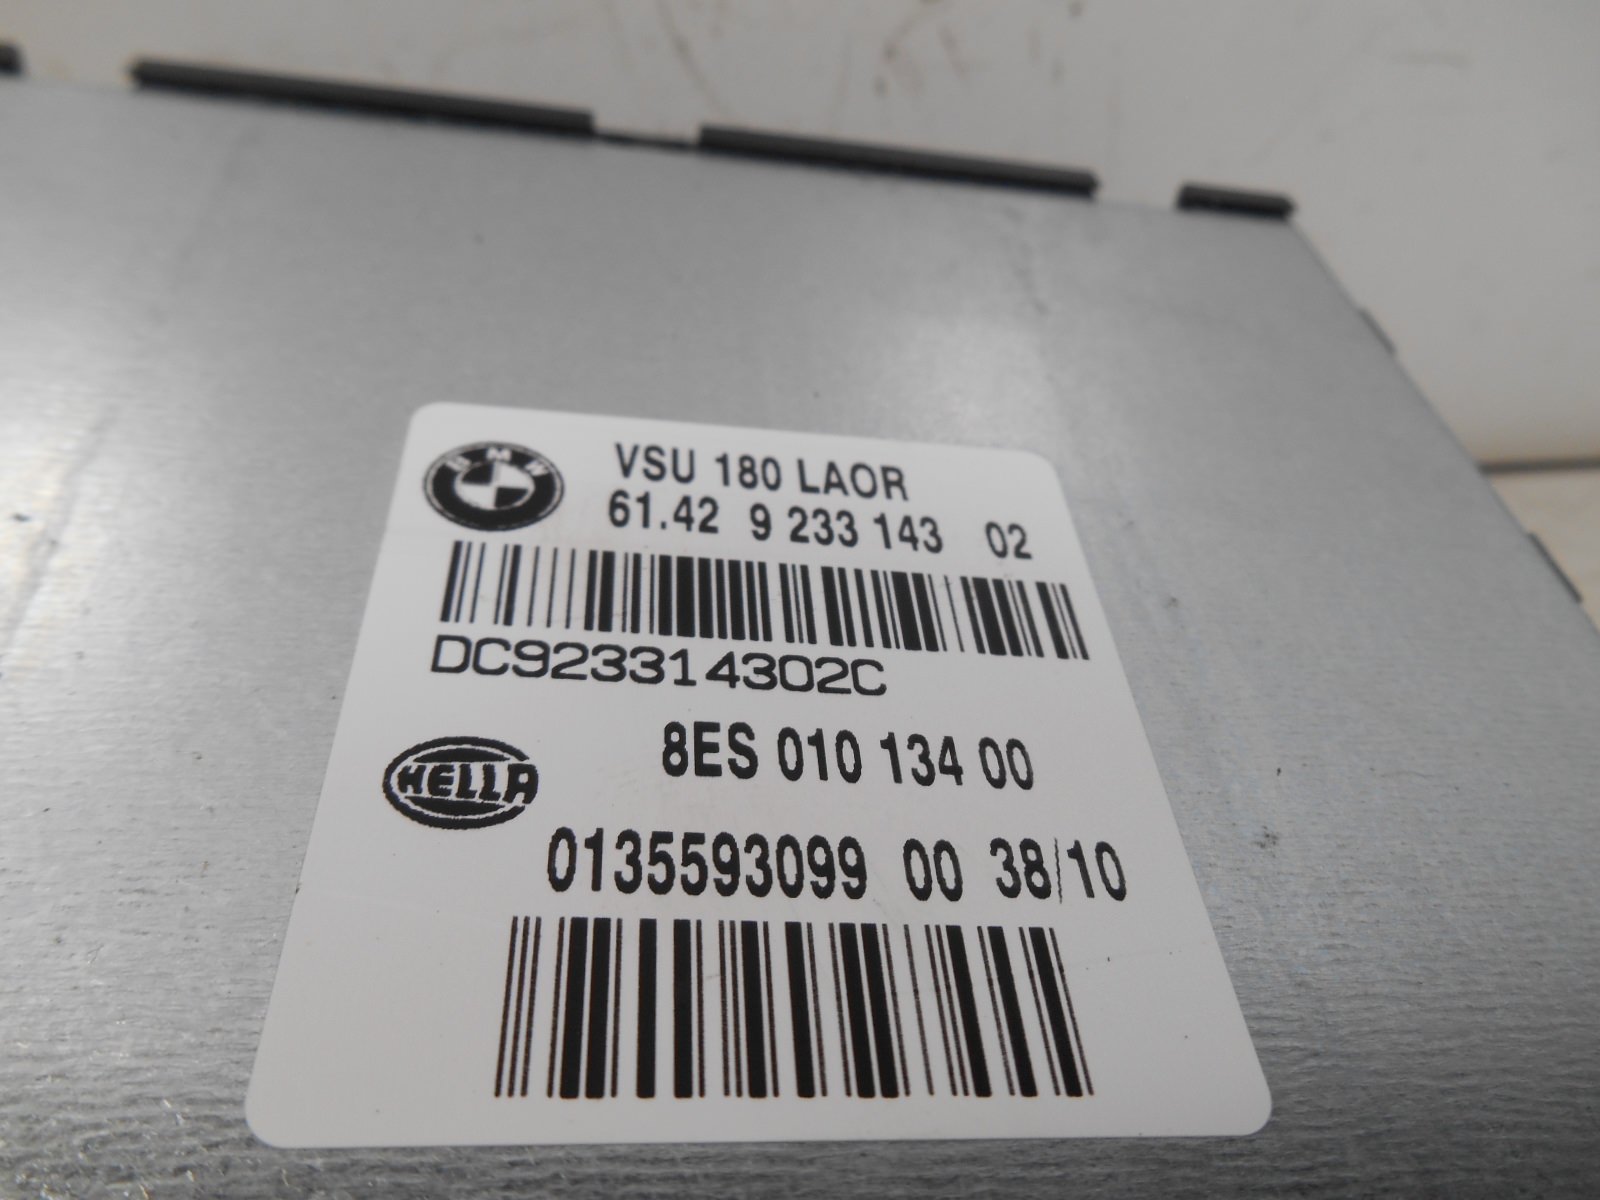 BMW
VSU 180 LAOR
61.42 9 233 143 02
DC923314302C
HELLA
8ES 010 134 00
0135593099 00 38/10